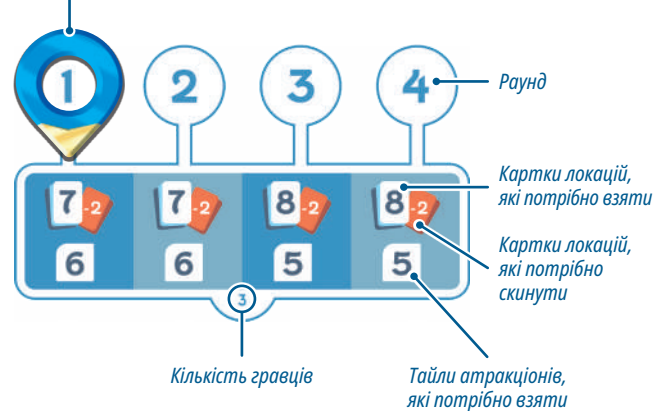 1 2 3 4 Раунд
7 -2 7 -2 8 -2 8 -2
Картки локацій,
які потрібно взяти
Картки локацій,
які потрібно
скинути
6 6 5 5
3
Кількість гравців
Тайли атракціонів,
які потрібно взяти